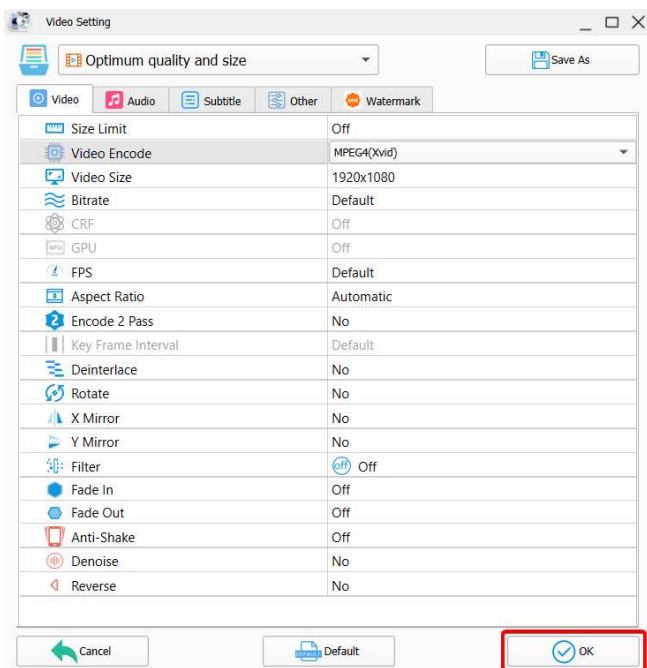 Video Setting
Optimum quality and size
Save As
Video Audio Subtitle Other Watermark
Size Limit Off
Video Encode MPEG4(Xvid)
Video Size 1920x1080
Bitrate Default
CRF Off
GPU Off
FPS Default
Aspect Ratio Automatic
2 Encode 2 Pass No
Key Frame Interval Default
Deinterlace No
Rotate No
X Mirror No
Y Mirror No
Filter off Off
Fade In Off
Fade Out Off
Anti-Shake Off
Denoise No
Reverse No
Cancel DEFAULT Default OK